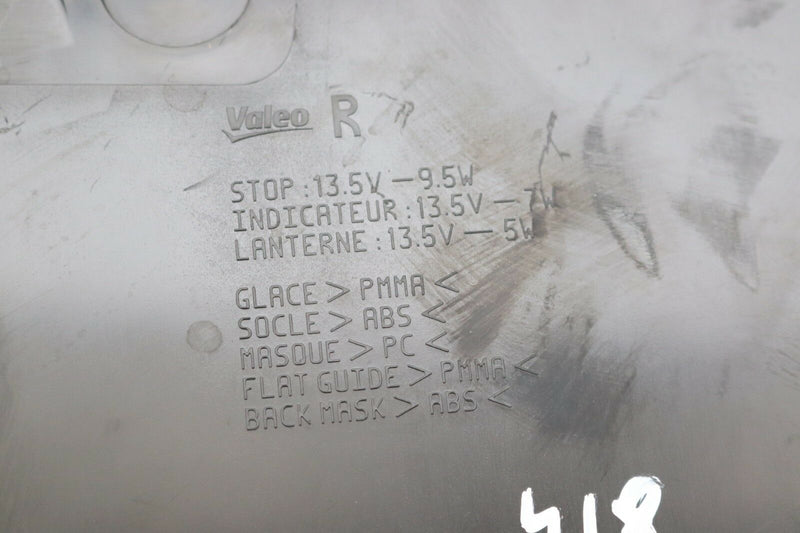 Valeo R
STOP : 13.5V – 9.5W
INDICATEUR : 13.5V – 7W
LANTERNE : 13.5V – 5W
GLACE > PMMA <
SOCLE > ABS <
MASQUE > PC <
FLAT GUIDE > PMMA <
BACK MASK > ABS <
418